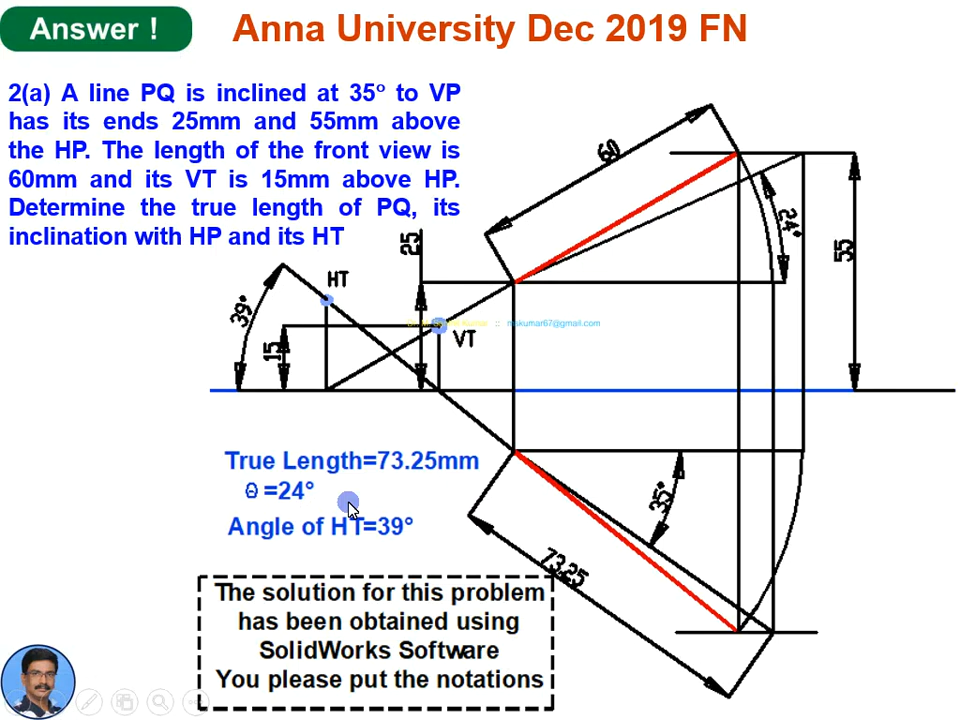 Answer !
Anna University Dec 2019 FN
2(a) A line PQ is inclined at 35° to VP
has its ends 25mm and 55mm above
the HP. The length of the front view is
60mm and its VT is 15mm above HP.
Determine the true length of PQ, its
inclination with HP and its HT
60
24°
55
25
HT
39°
15
VT
:: nskumar67@gmail.com
True Length=73.25mm
Θ =24°
Angle of HT=39°
35°
73.25
The solution for this problem
has been obtained using
SolidWorks Software
You please put the notations